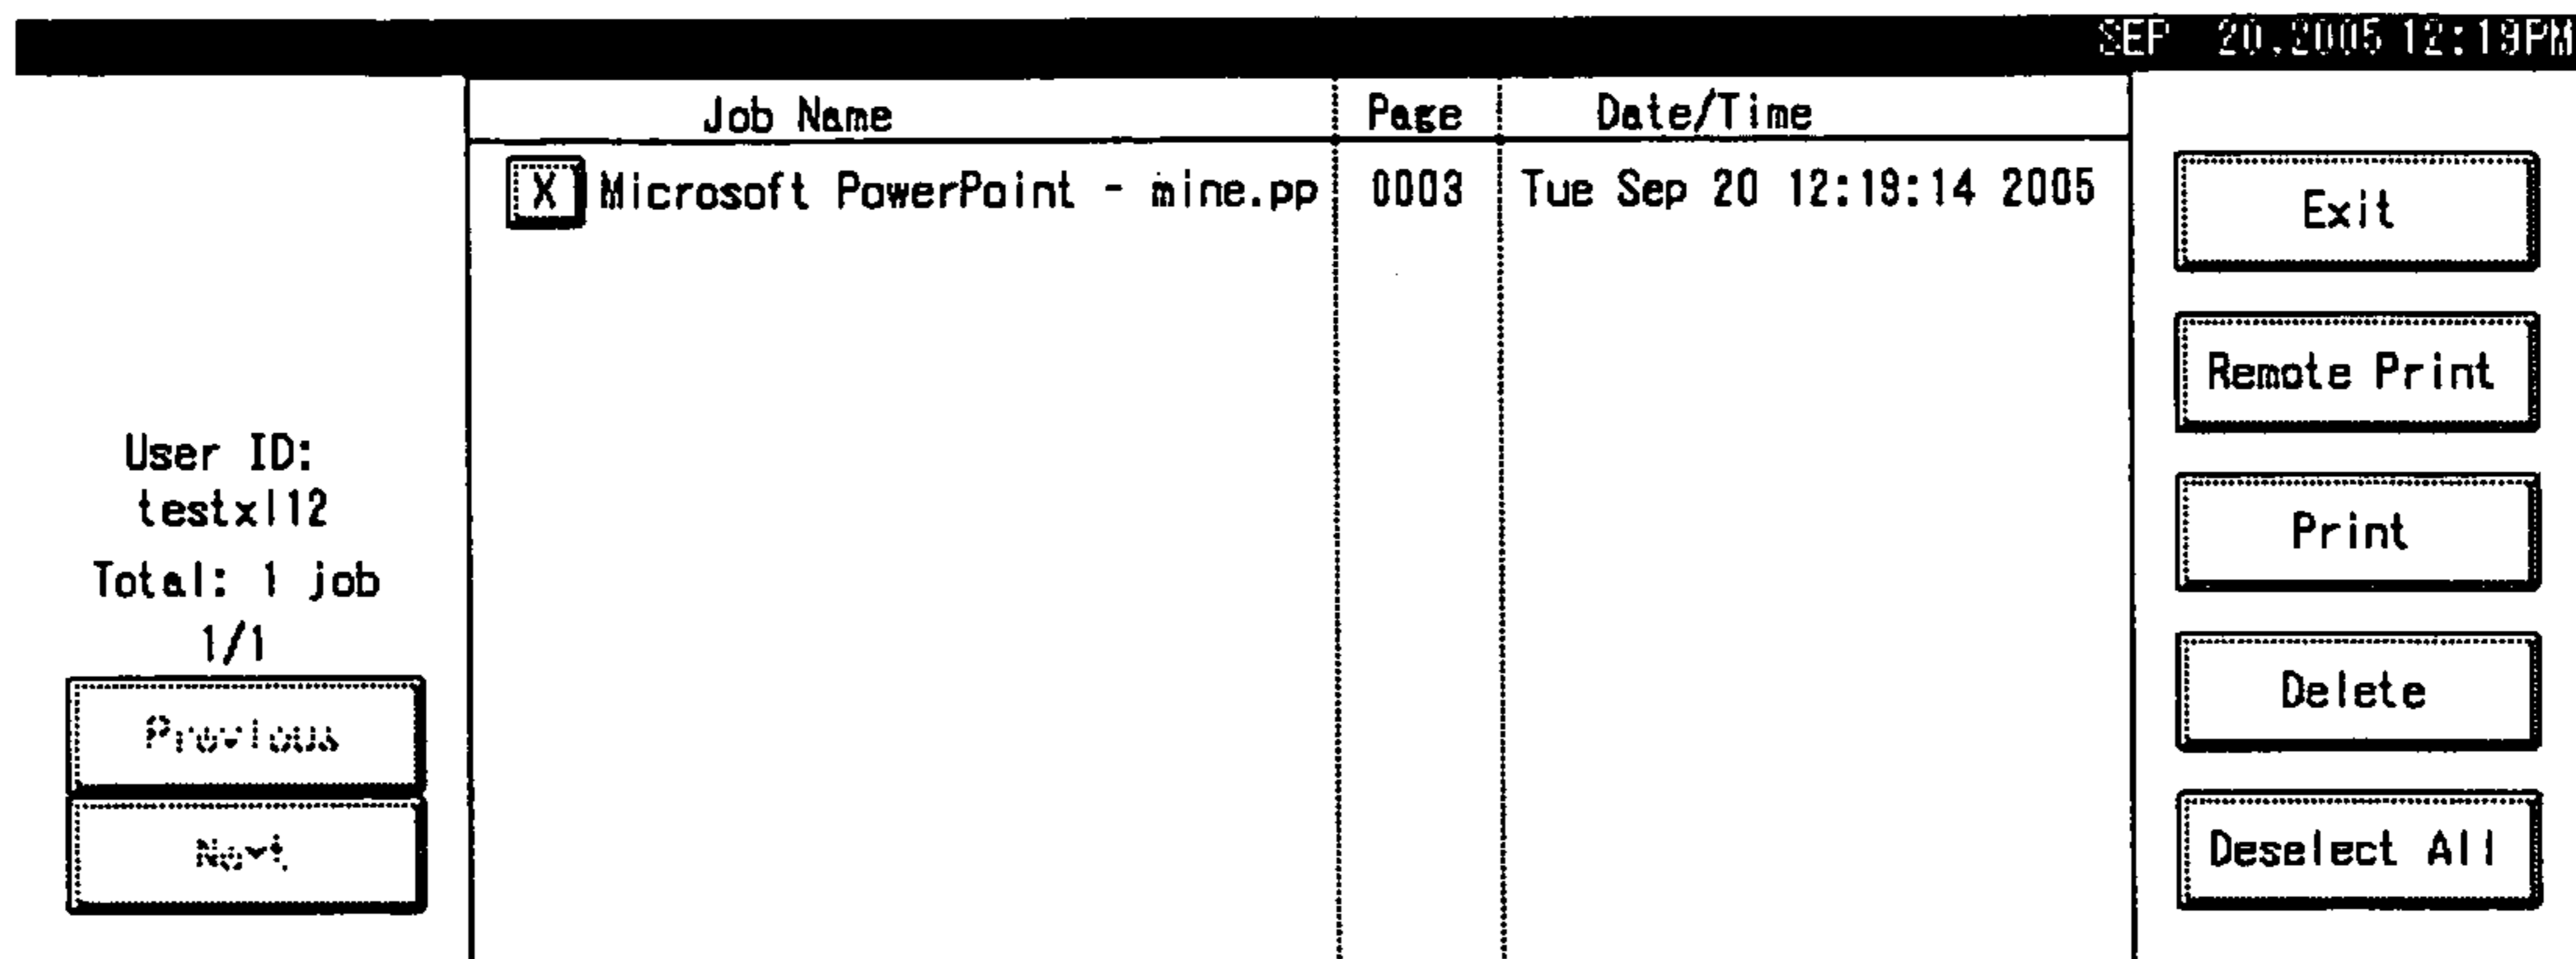 SEP 20,2005 12:19PM
Job Name Page Date/Time
X Microsoft PowerPoint - mine.pp 0003 Tue Sep 20 12:19:14 2005
User ID:
testxl12
Total: 1 job
1/1
Previous
Next
Exit
Remote Print
Print
Delete
Deselect All